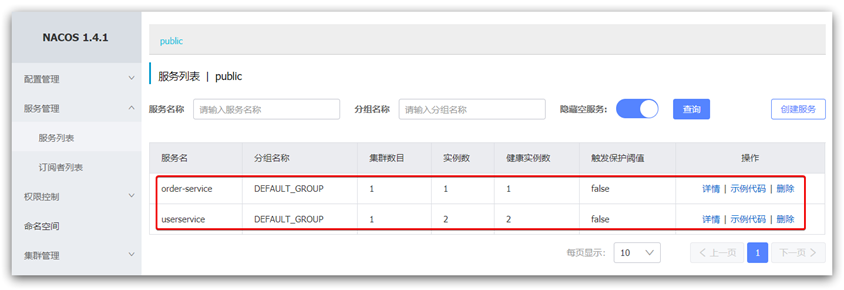 NACOS 1.4.1
配置管理
服务管理
服务列表
订阅者列表
权限控制
命名空间
集群管理
public
服务列表 | public
服务名称 请输入服务名称 分组名称 请输入分组名称 隐藏空服务: 查询 创建服务
服务名 分组名称 集群数目 实例数 健康实例数 触发保护阈值 操作
order-service DEFAULT_GROUP 1 1 1 false 详情 | 示例代码 | 删除
userservice DEFAULT_GROUP 1 2 2 false 详情 | 示例代码 | 删除
每页显示: 10 < 上一页 1 下一页 >